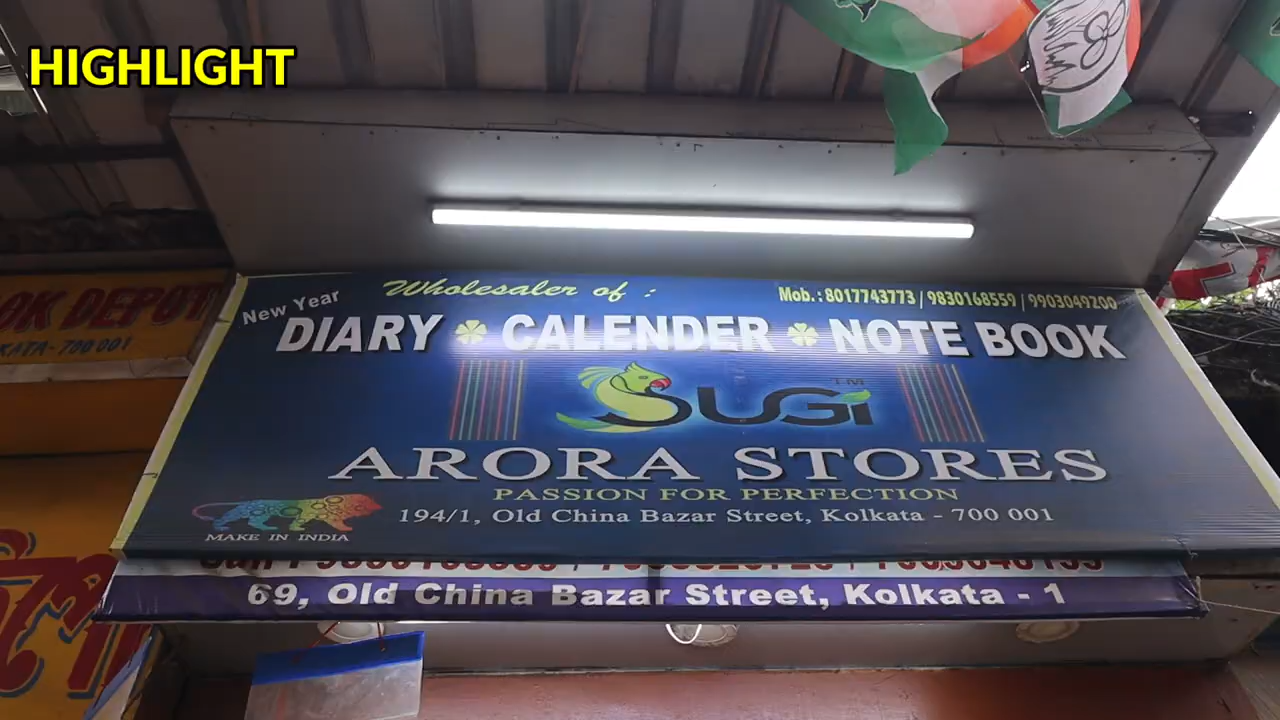 HIGHLIGHT
Wholesaler of :
Mob. : 8017743773 / 9830168559 / 9903049200
New Year
DIARY CALENDER NOTE BOOK
SUGi TM
ARORA STORES
PASSION FOR PERFECTION
194/1, Old China Bazar Street, Kolkata - 700 001
MAKE IN INDIA
69, Old China Bazar Street, Kolkata - 1
OK DEPOT
KATA - 700 001